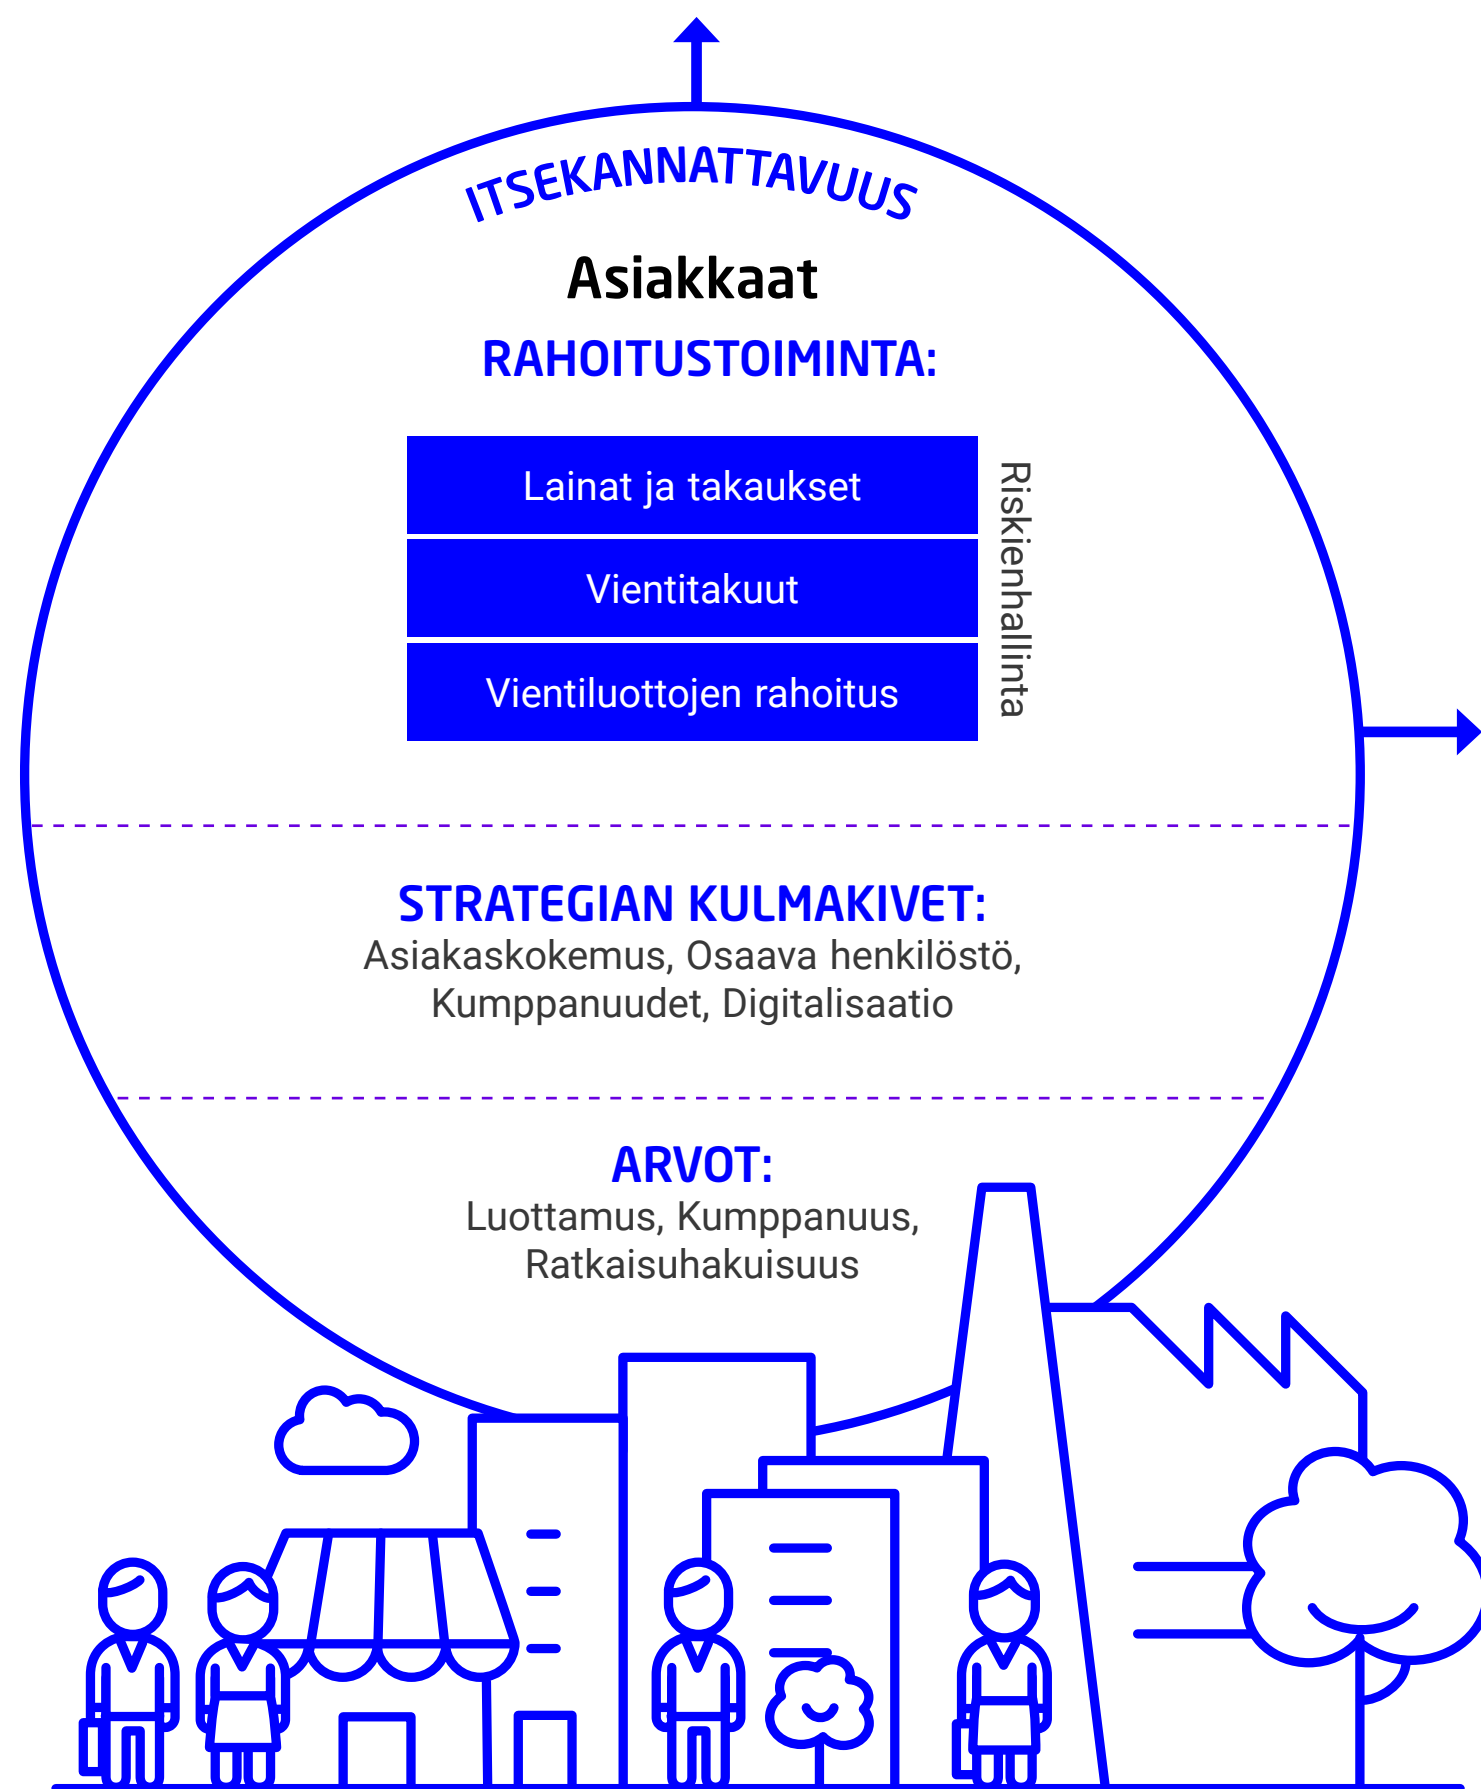 ITSEKANNATTAVUUS
Asiakkaat
RAHOITUSTOIMINTA:
Lainat ja takaukset
Vientitakuut
Vientiluottojen rahoitus
Riskienhallinta
STRATEGIAN KULMAKIVET:
Asiakaskokemus, Osaava henkilöstö,
Kumppanuudet, Digitalisaatio
ARVOT:
Luottamus, Kumppanuus,
Ratkaisuhakuisuus